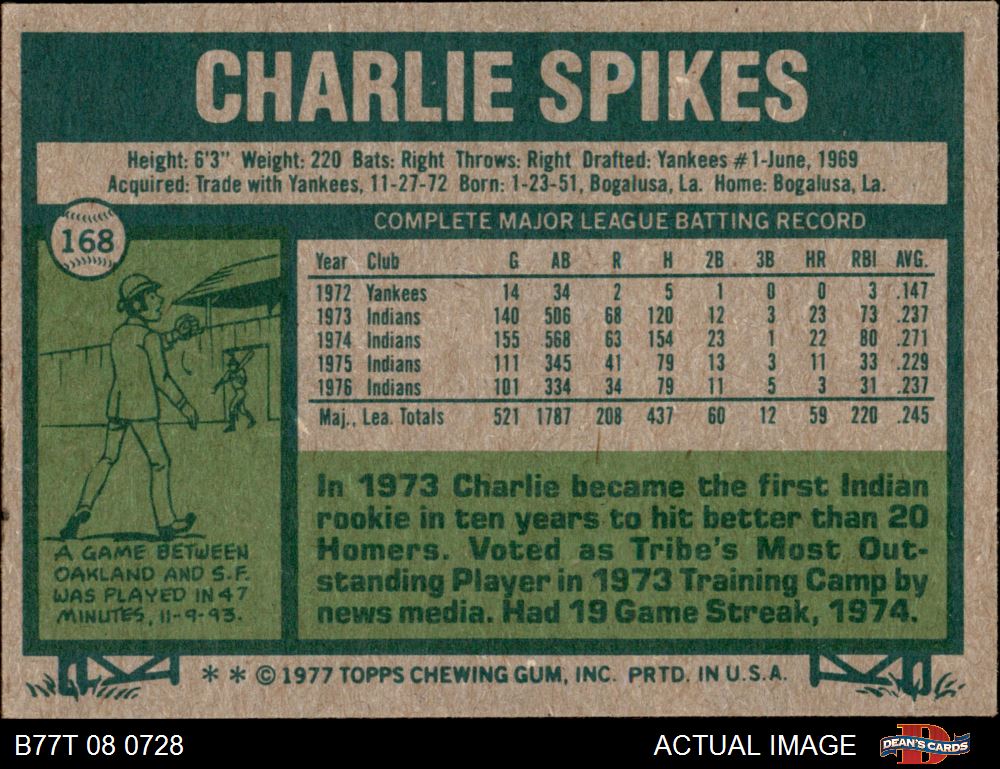 CHARLIE SPIKES
Height: 6'3" Weight: 220 Bats: Right Throws: Right Drafted: Yankees #1-June, 1969
Acquired: Trade with Yankees, 11-27-72 Born: 1-23-51, Bogalusa, La. Home: Bogalusa, La.
168
COMPLETE MAJOR LEAGUE BATTING RECORD
Year Club G AB R H 2B 3B HR RBI AVG.
1972 Yankees 14 34 2 5 1 0 0 3 .147
1973 Indians 140 506 68 120 12 3 23 73 .237
1974 Indians 155 568 63 154 23 1 22 80 .271
1975 Indians 111 345 41 79 13 3 11 33 .229
1976 Indians 101 334 34 79 11 5 3 31 .237
Maj., Lea. Totals 521 1787 208 437 60 12 59 220 .245
A GAME BETWEEN
OAKLAND AND S.F.
WAS PLAYED IN 47
MINUTES, 11-9-93.
In 1973 Charlie became the first Indian
rookie in ten years to hit better than 20
Homers. Voted as Tribe's Most Out-
standing Player in 1973 Training Camp by
news media. Had 19 Game Streak, 1974.
* * © 1977 TOPPS CHEWING GUM, INC. PRTD. IN U.S.A.
B77T 08 0728
ACTUAL IMAGE
DEAN'S CARDS